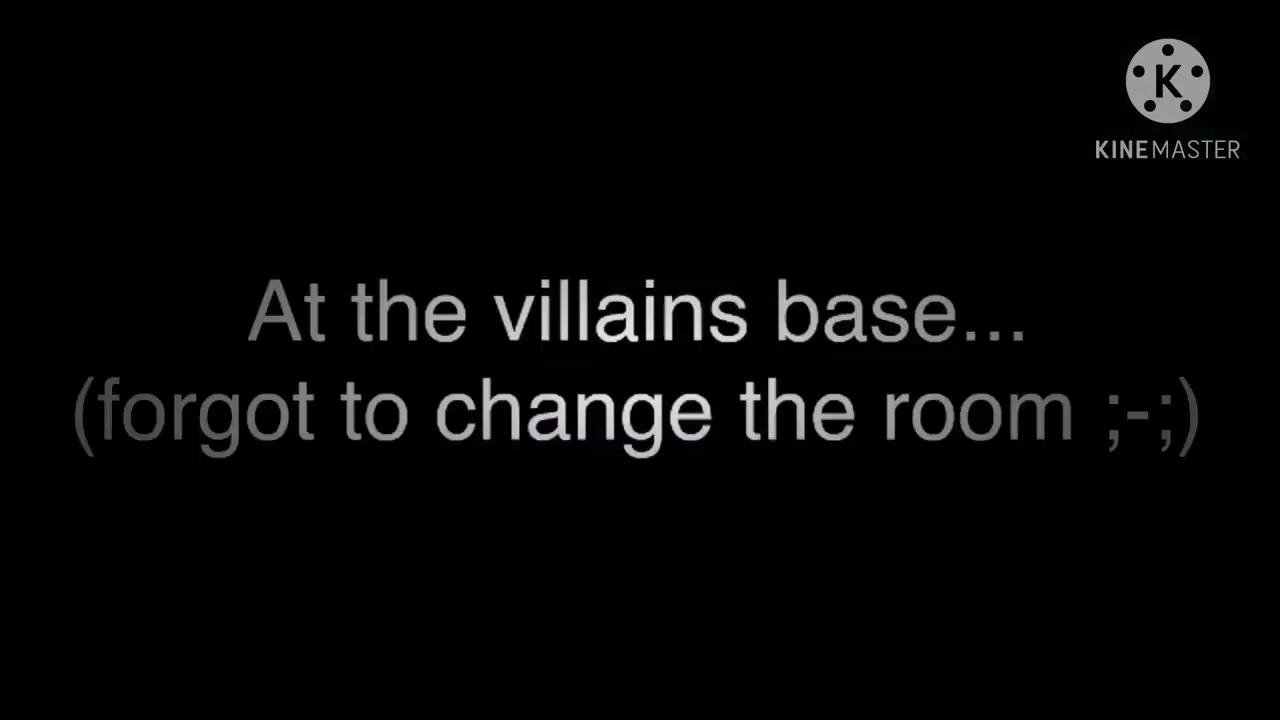 K
KINEMASTER
At the villains base...
(forgot to change the room ;-;)